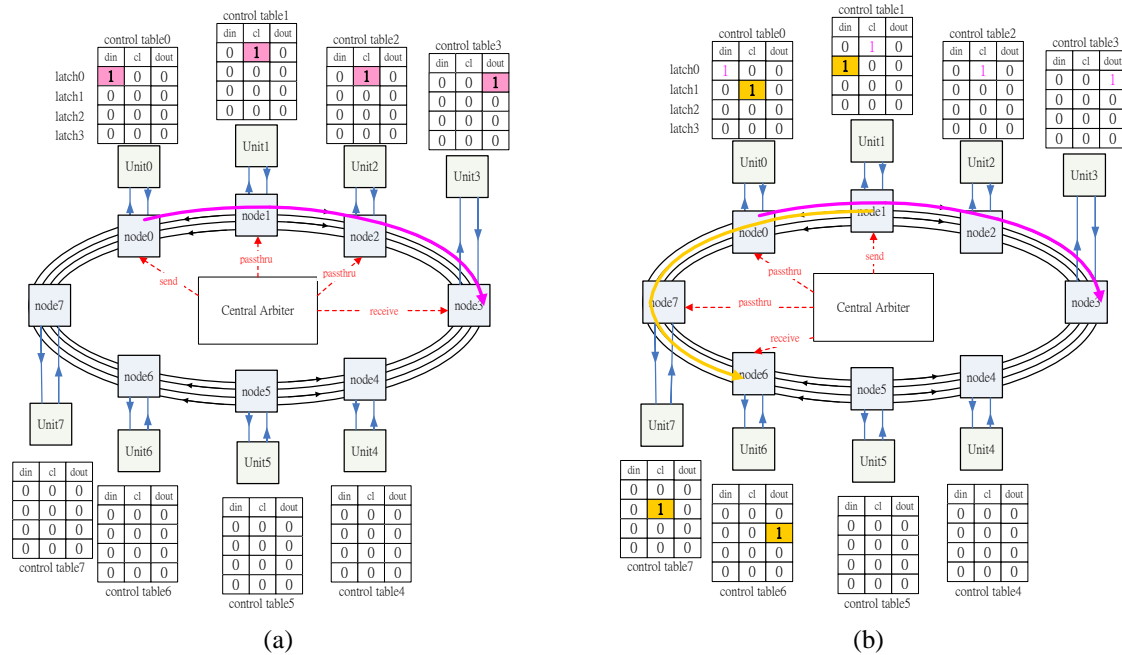 control table1
din cl dout
0 1 0
0 0 0
0 0 0
0 0 0
control table0
din cl dout
latch0 1 0 0
latch1 0 0 0
latch2 0 0 0
latch3 0 0 0
control table2
din cl dout
0 1 0
0 0 0
0 0 0
0 0 0
control table3
din cl dout
0 0 1
0 0 0
0 0 0
0 0 0
Unit0
Unit1
Unit2
Unit3
node0
node1
node2
node3
send
passthru
passthru
receive
Central Arbiter
node7
node6
node5
node4
Unit7
Unit6
Unit5
Unit4
din cl dout
0 0 0
0 0 0
0 0 0
0 0 0
control table7
din cl dout
0 0 0
0 0 0
0 0 0
0 0 0
control table6
din cl dout
0 0 0
0 0 0
0 0 0
0 0 0
control table5
din cl dout
0 0 0
0 0 0
0 0 0
0 0 0
control table4
(a)
control table1
din cl dout
0 1 0
1 0 0
0 0 0
0 0 0
control table0
din cl dout
latch0 1 0 0
latch1 0 1 0
latch2 0 0 0
latch3 0 0 0
control table2
din cl dout
0 1 0
0 0 0
0 0 0
0 0 0
control table3
din cl dout
0 0 1
0 0 0
0 0 0
0 0 0
Unit0
Unit1
Unit2
Unit3
node0
node1
node2
node3
passthru
send
passthru
receive
Central Arbiter
node7
node6
node5
node4
Unit7
Unit6
Unit5
Unit4
din cl dout
0 0 0
0 1 0
0 0 0
0 0 0
control table7
din cl dout
0 0 0
0 0 1
0 0 0
0 0 0
control table6
din cl dout
0 0 0
0 0 0
0 0 0
0 0 0
control table5
din cl dout
0 0 0
0 0 0
0 0 0
0 0 0
control table4
(b)